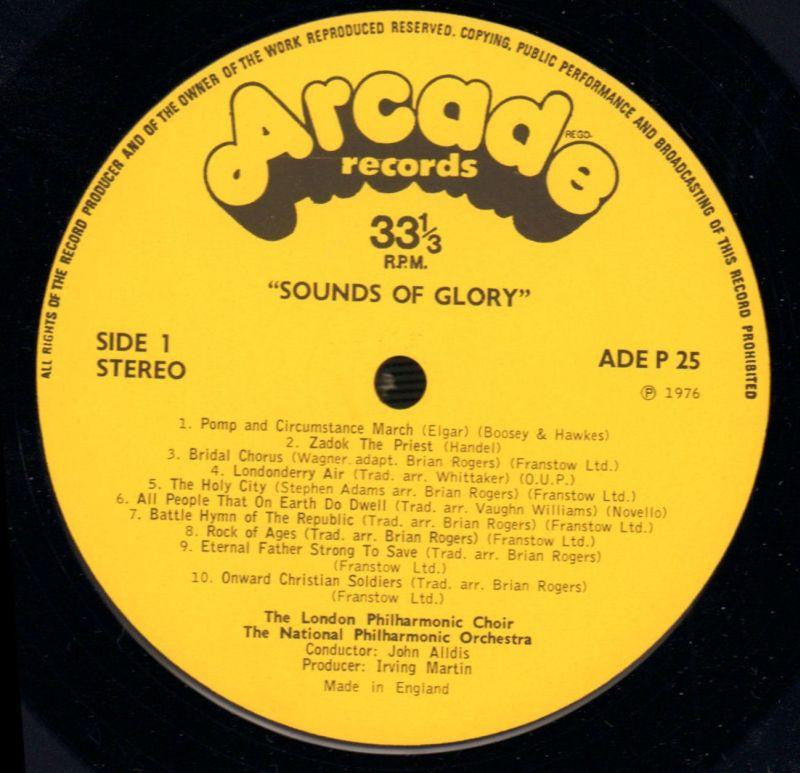 ALL RIGHTS OF THE RECORD PRODUCER AND OF THE OWNER OF THE WORK REPRODUCED RESERVED. COPYING, PUBLIC PERFORMANCE AND BROADCASTING OF THIS RECORD PROHIBITED
Arcade
REGD.
records
33 1/3
R.P.M.
“SOUNDS OF GLORY”
SIDE 1
STEREO
ADE P 25
℗ 1976
1. Pomp and Circumstance March (Elgar) (Boosey & Hawkes)
2. Zadok The Priest (Handel)
3. Bridal Chorus (Wagner. adapt. Brian Rogers) (Franstow Ltd.)
4. Londonderry Air (Trad. arr. Whittaker) (O.U.P.)
5. The Holy City (Stephen Adams arr. Brian Rogers) (Franstow Ltd.)
6. All People That On Earth Do Dwell (Trad. arr. Vaughn Williams) (Novello)
7. Battle Hymn of The Republic (Trad. arr. Brian Rogers) (Franstow Ltd.)
8. Rock of Ages (Trad. arr. Brian Rogers) (Franstow Ltd.)
9. Eternal Father Strong To Save (Trad. arr. Brian Rogers)
(Franstow Ltd.)
10. Onward Christian Soldiers (Trad. arr. Brian Rogers)
(Franstow Ltd.)
The London Philharmonic Choir
The National Philharmonic Orchestra
Conductor: John Alldis
Producer: Irving Martin
Made in England